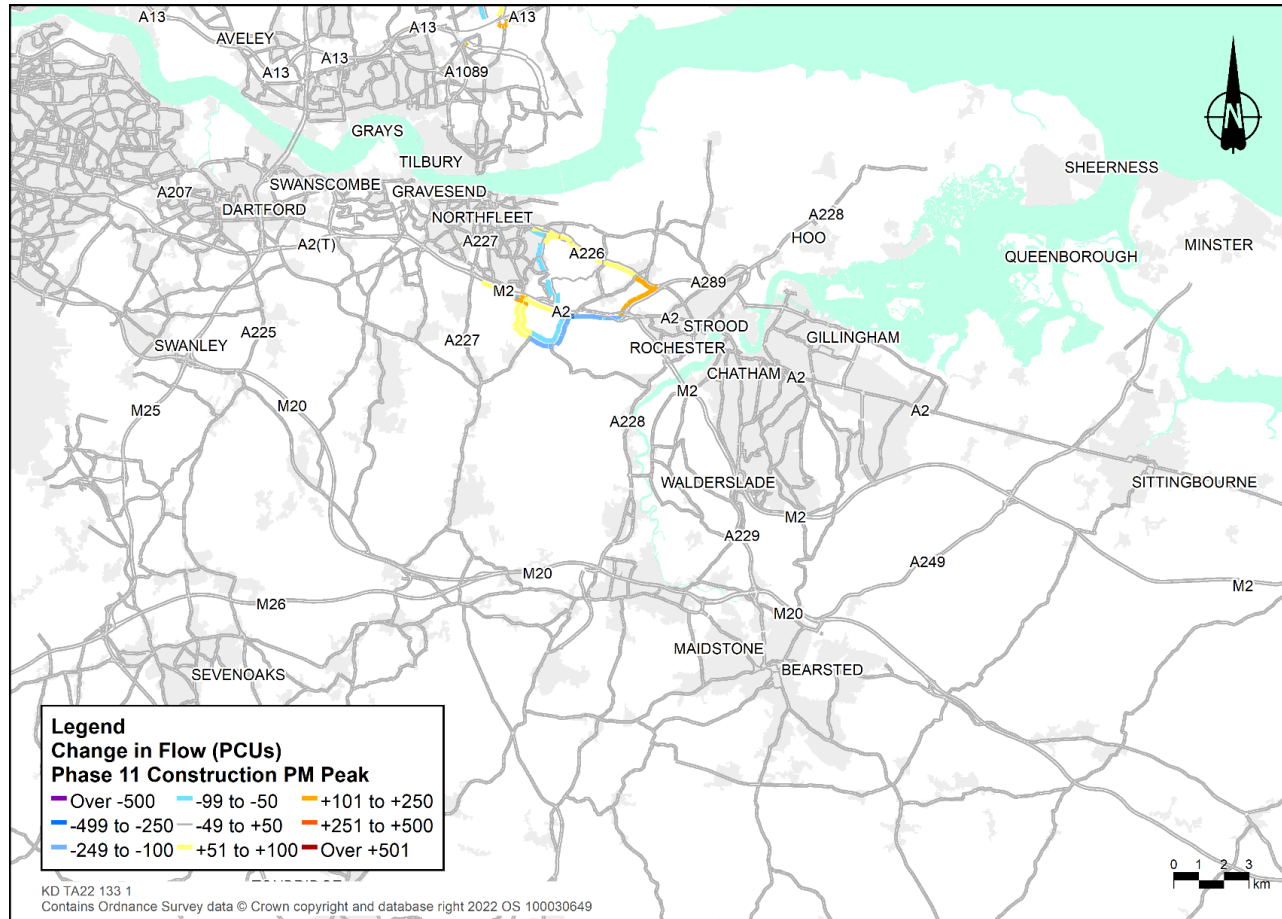 A13
A13
AVELEY
A13
A13
A13
A1089
N
GRAYS
TILBURY
SHEERNESS
A207
SWANSCOMBE
GRAVESEND
DARTFORD
NORTHFLEET
A228
HOO
MINSTER
A2(T)
A227
A226
QUEENBOROUGH
M2
A289
A2
A2
STROOD
A225
A227
GILLINGHAM
SWANLEY
ROCHESTER
CHATHAM
A2
M25
M20
M2
A2
A228
WALDERSLADE
SITTINGBOURNE
M2
A229
A249
M20
M2
M26
M20
MAIDSTONE
BEARSTED
SEVENOAKS
Legend
Change in Flow (PCUs)
Phase 11 Construction PM Peak
Over -500 -99 to -50 +101 to +250
-499 to -250 -49 to +50 +251 to +500
-249 to -100 +51 to +100 Over +501
0 1 2 3
km
KD TA22 133 1
Contains Ordnance Survey data © Crown copyright and database right 2022 OS 100030649